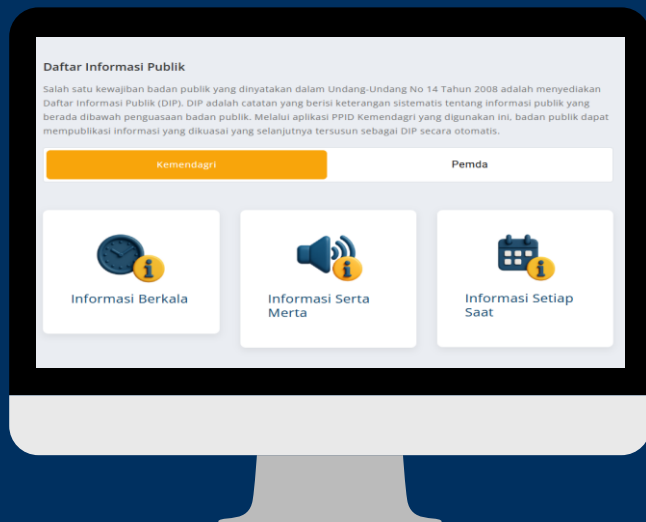 Daftar Informasi Publik
Salah satu kewajiban badan publik yang dinyatakan dalam Undang-Undang No 14 Tahun 2008 adalah menyediakan
Daftar Informasi Publik (DIP). DIP adalah catatan yang berisi keterangan sistematis tentang informasi publik yang
berada dibawah penguasaan badan publik. Melalui aplikasi PPID Kemendagri yang digunakan ini, badan publik dapat
mempublikasi informasi yang dikuasai yang selanjutnya tersusun sebagai DIP secara otomatis.
Kemendagri
Pemda
Informasi Berkala
Informasi Serta
Merta
Informasi Setiap
Saat